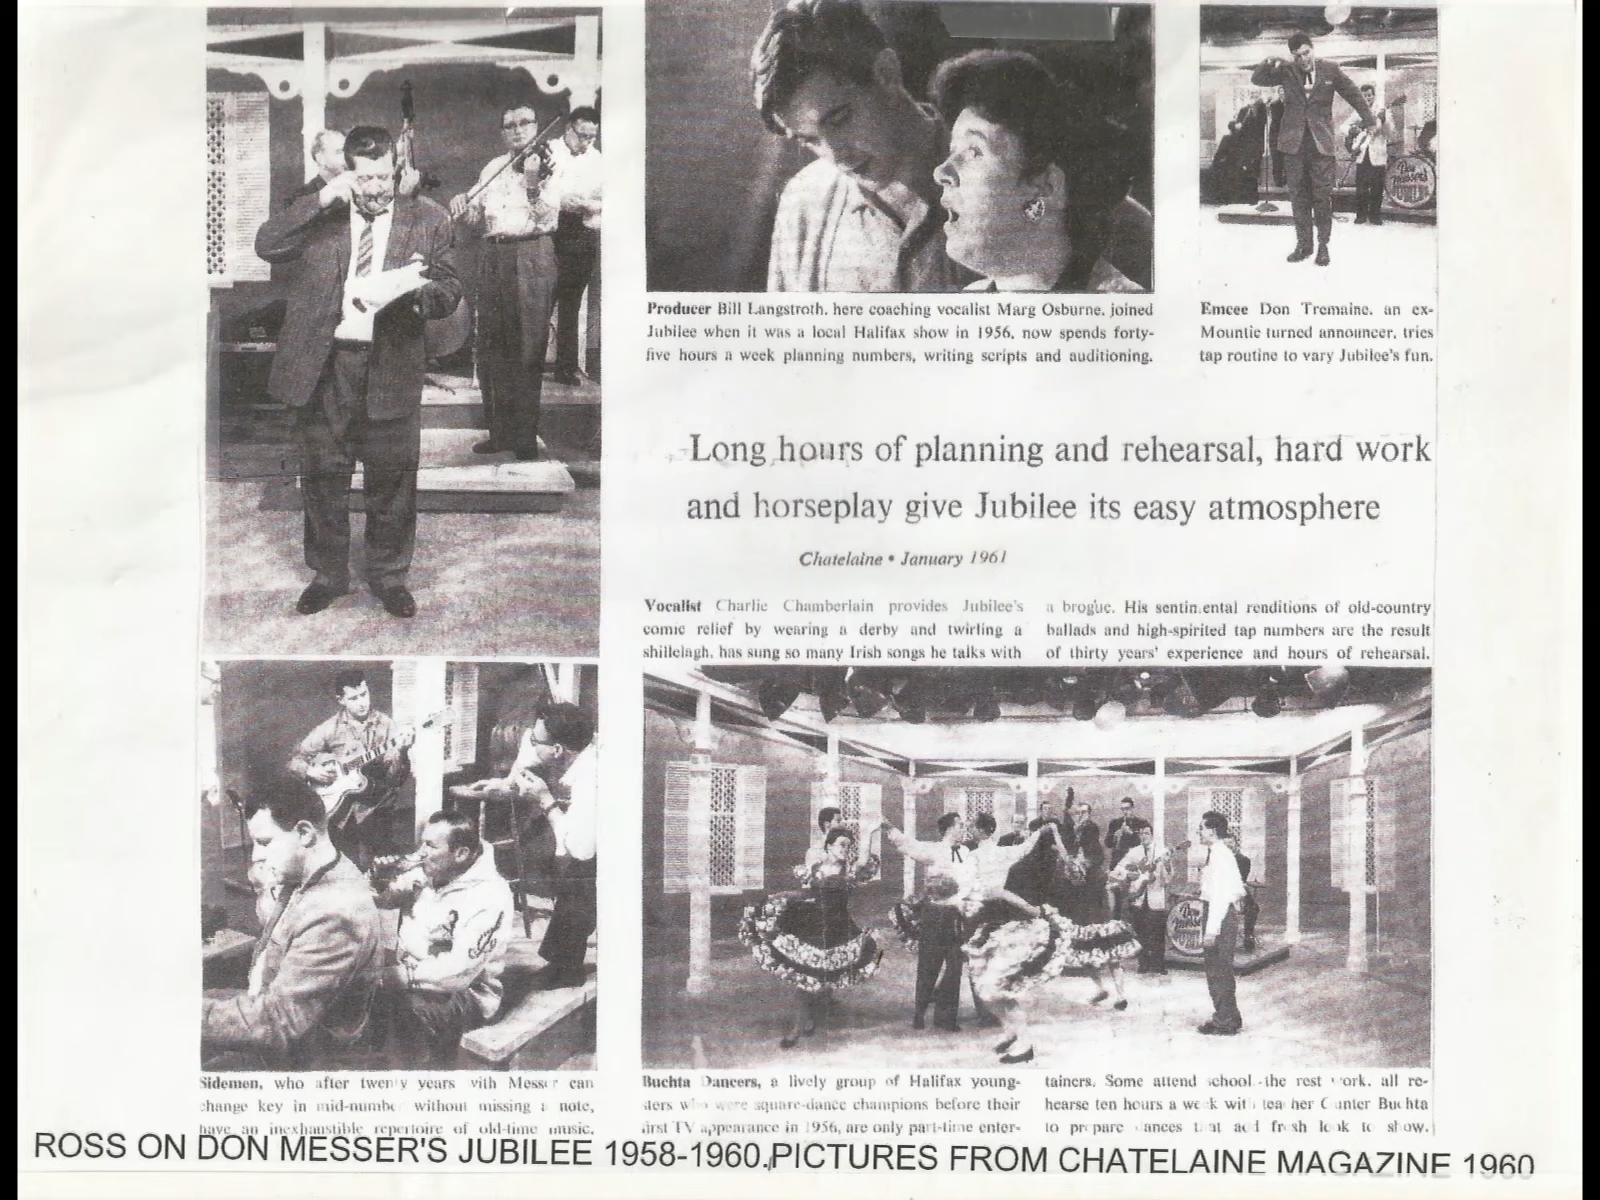 Producer Bill Langstroth, here coaching vocalist Marg Osburne, joined
Jubilee when it was a local Halifax show in 1956, now spends forty-
five hours a week planning numbers, writing scripts and auditioning.
Emcee Don Tremaine, an ex-
Mountie turned announcer, tries
tap routine to vary Jubilee's fun.
Long hours of planning and rehearsal, hard work
and horseplay give Jubilee its easy atmosphere
Chatelaine • January 1961
Vocalist Charlie Chamberlain provides Jubilee's
comic relief by wearing a derby and twirling a
shillelagh, has sung so many Irish songs he talks with
a brogue. His sentimental renditions of old-country
ballads and high-spirited tap numbers are the result
of thirty years' experience and hours of rehearsal.
Don
Messer's
Don
Messer's
Sidemen, who after twenty years with Messer can
change key in mid-number without missing a note,
have an inexhaustible repertoire of old-time music.
Buchta Dancers, a lively group of Halifax young-
sters who were square-dance champions before their
first TV appearance in 1956, are only part-time enter-
tainers. Some attend school, the rest work, all re-
hearse ten hours a week with teacher Gunter Buchta
to prepare dances that add fresh look to show.
ROSS ON DON MESSER'S JUBILEE 1958-1960. PICTURES FROM CHATELAINE MAGAZINE 1960